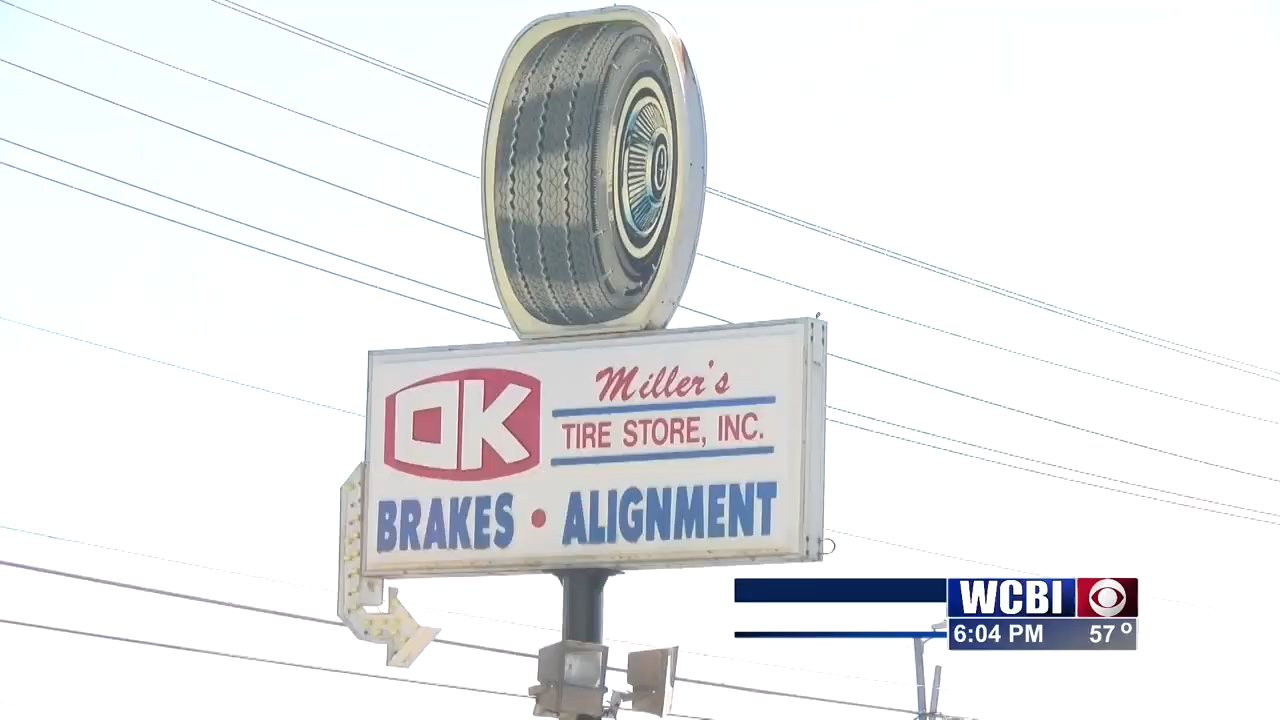 OK
Miller's
TIRE STORE, INC.
BRAKES • ALIGNMENT
WCBI
6:04 PM 57°